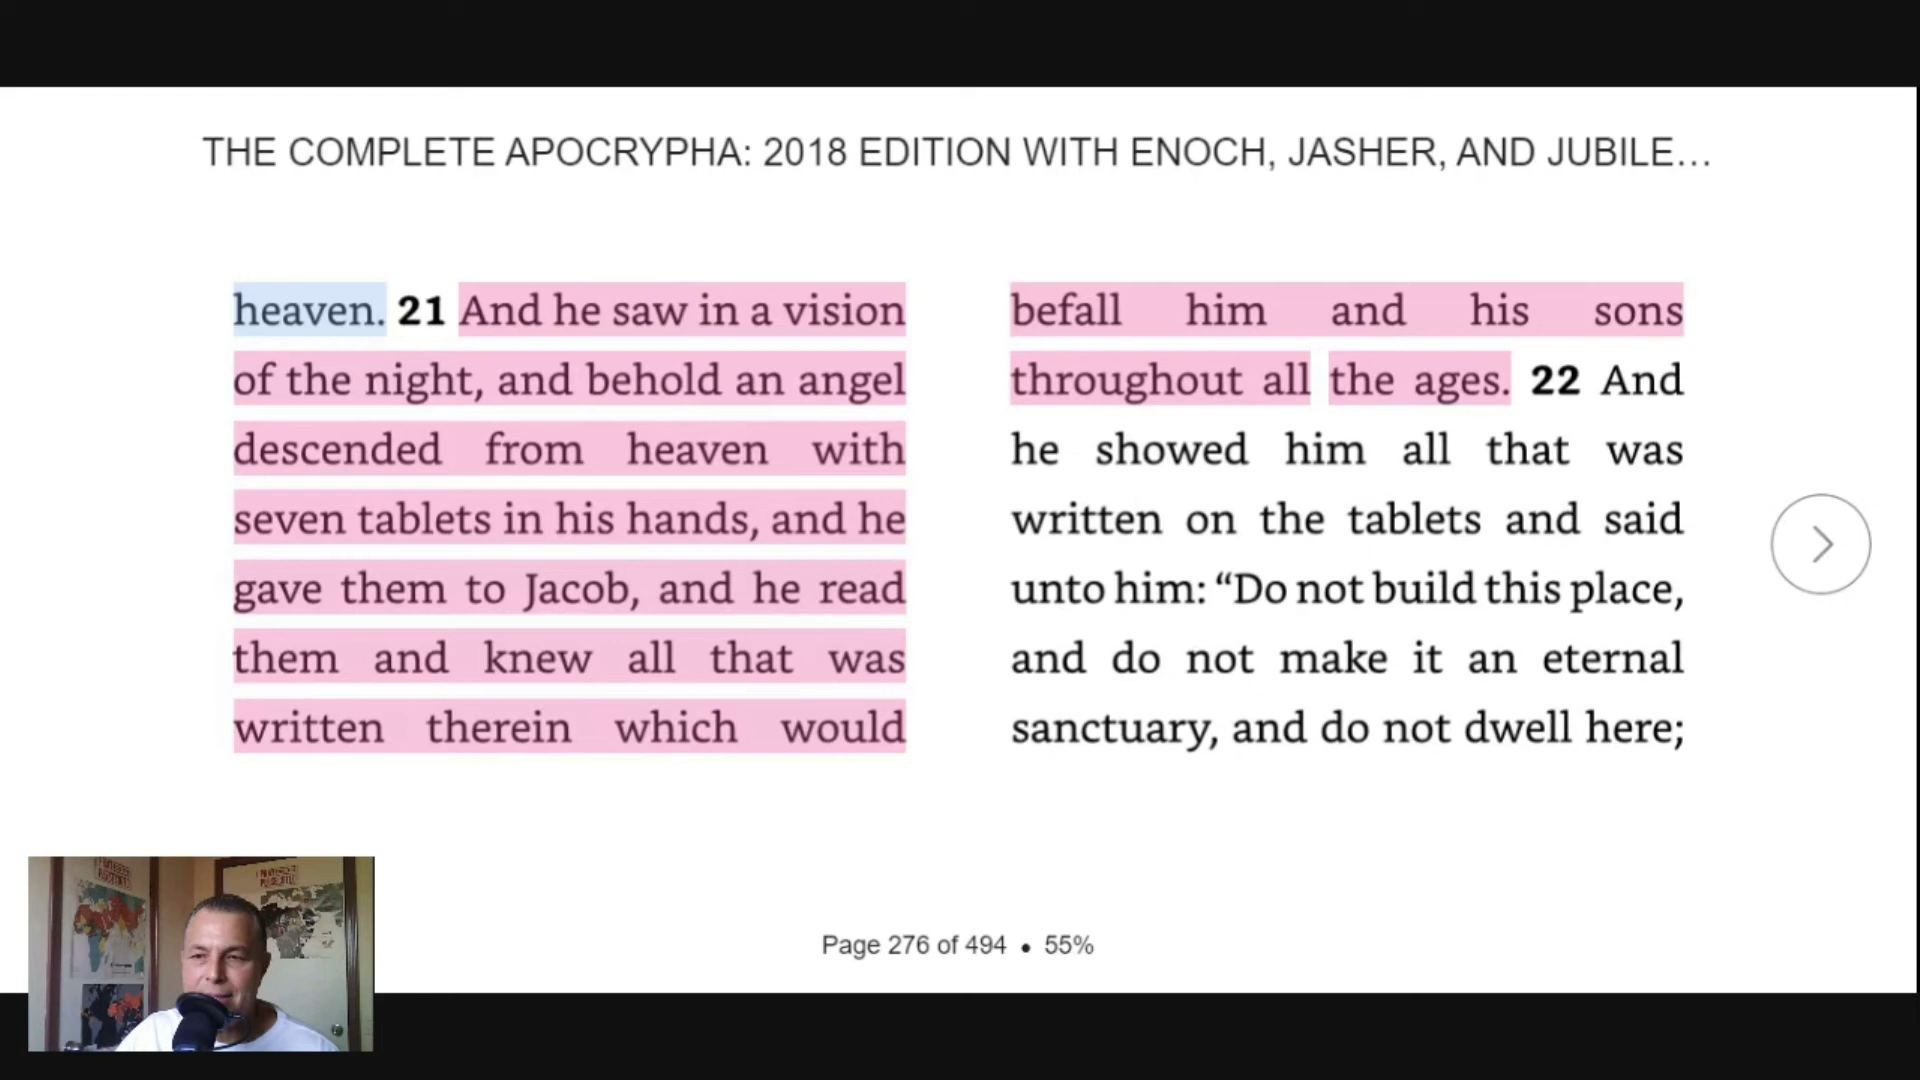 THE COMPLETE APOCRYPHA: 2018 EDITION WITH ENOCH, JASHER, AND JUBILE…
heaven. 21 And he saw in a vision
of the night, and behold an angel
descended from heaven with
seven tablets in his hands, and he
gave them to Jacob, and he read
them and knew all that was
written therein which would
befall him and his sons
throughout all the ages. 22 And
he showed him all that was
written on the tablets and said
unto him: “Do not build this place,
and do not make it an eternal
sanctuary, and do not dwell here;
Page 276 of 494 • 55%